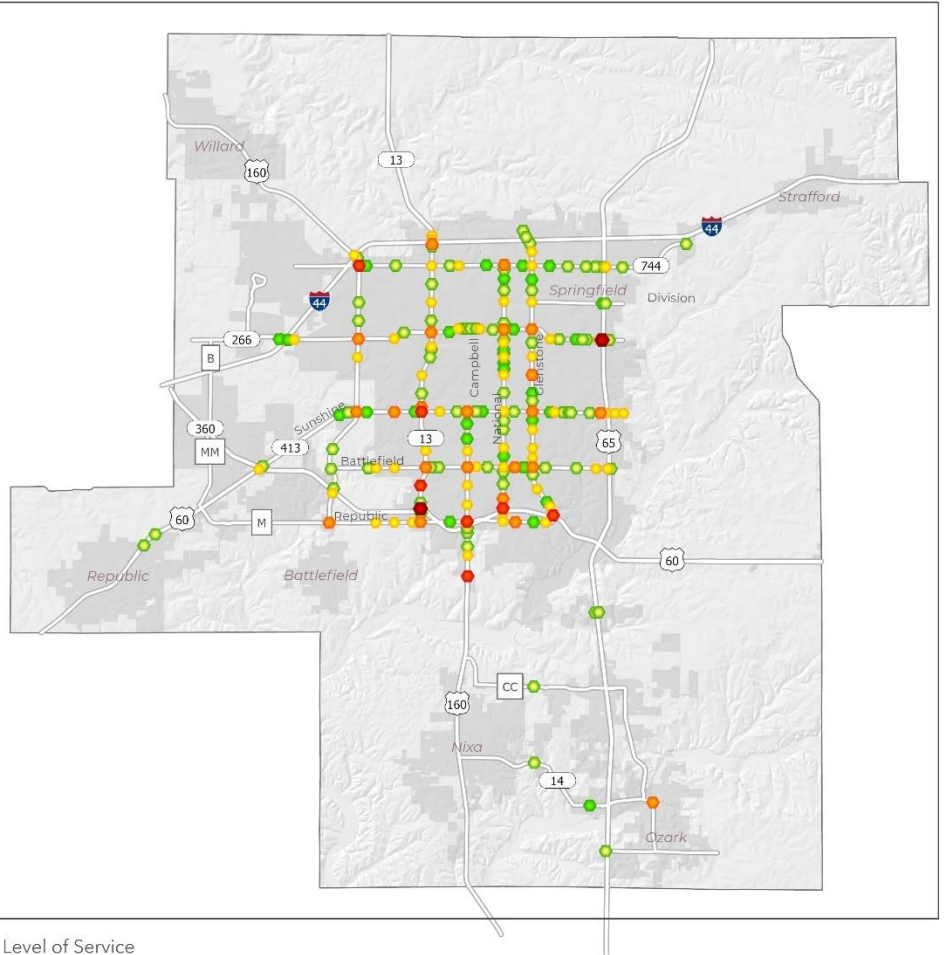 Willard
160
13
Strafford
44
744
Springfield
Division
44
266
B
Campbell
Glenstone
National
Sunshine
360
413
13
65
MM
Battlefield
60
M
Republic
60
Republic
Battlefield
CC
160
Nixa
14
Ozark
Level of Service